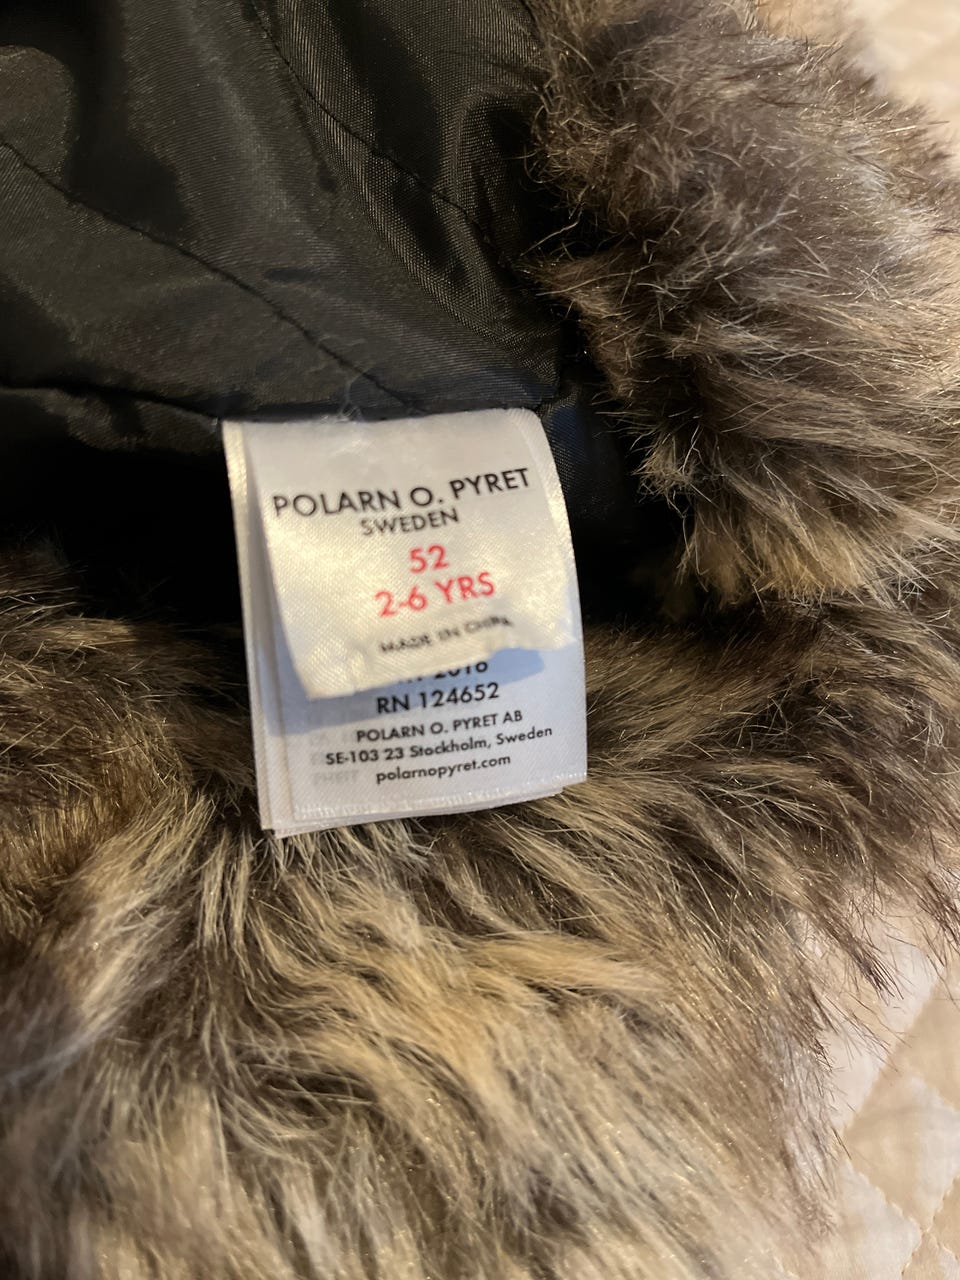 POLARN O. PYRET
SWEDEN
52
2-6 YRS
MADE IN CHINA
2016
RN 124652
POLARN O. PYRET AB
SE-103 23 Stockholm, Sweden
polarnopyret.com